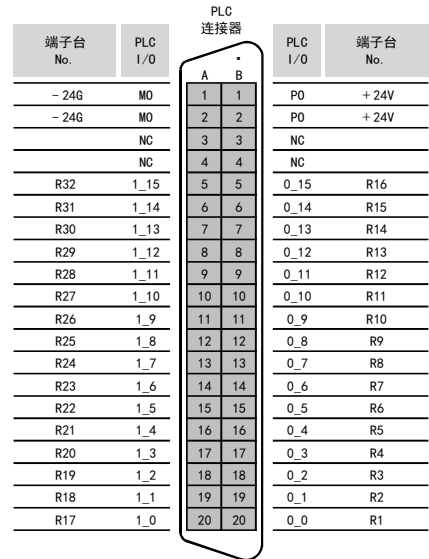 PLC
连接器
端子台 PLC PLC 端子台
No. I/O I/O No.
A B
－24G M0 1 1 P0 ＋24V
－24G M0 2 2 P0 ＋24V
NC 3 3 NC
NC 4 4 NC
R32 1_15 5 5 0_15 R16
R31 1_14 6 6 0_14 R15
R30 1_13 7 7 0_13 R14
R29 1_12 8 8 0_12 R13
R28 1_11 9 9 0_11 R12
R27 1_10 10 10 0_10 R11
R26 1_9 11 11 0_9 R10
R25 1_8 12 12 0_8 R9
R24 1_7 13 13 0_7 R8
R23 1_6 14 14 0_6 R7
R22 1_5 15 15 0_5 R6
R21 1_4 16 16 0_4 R5
R20 1_3 17 17 0_3 R4
R19 1_2 18 18 0_2 R3
R18 1_1 19 19 0_1 R2
R17 1_0 20 20 0_0 R1